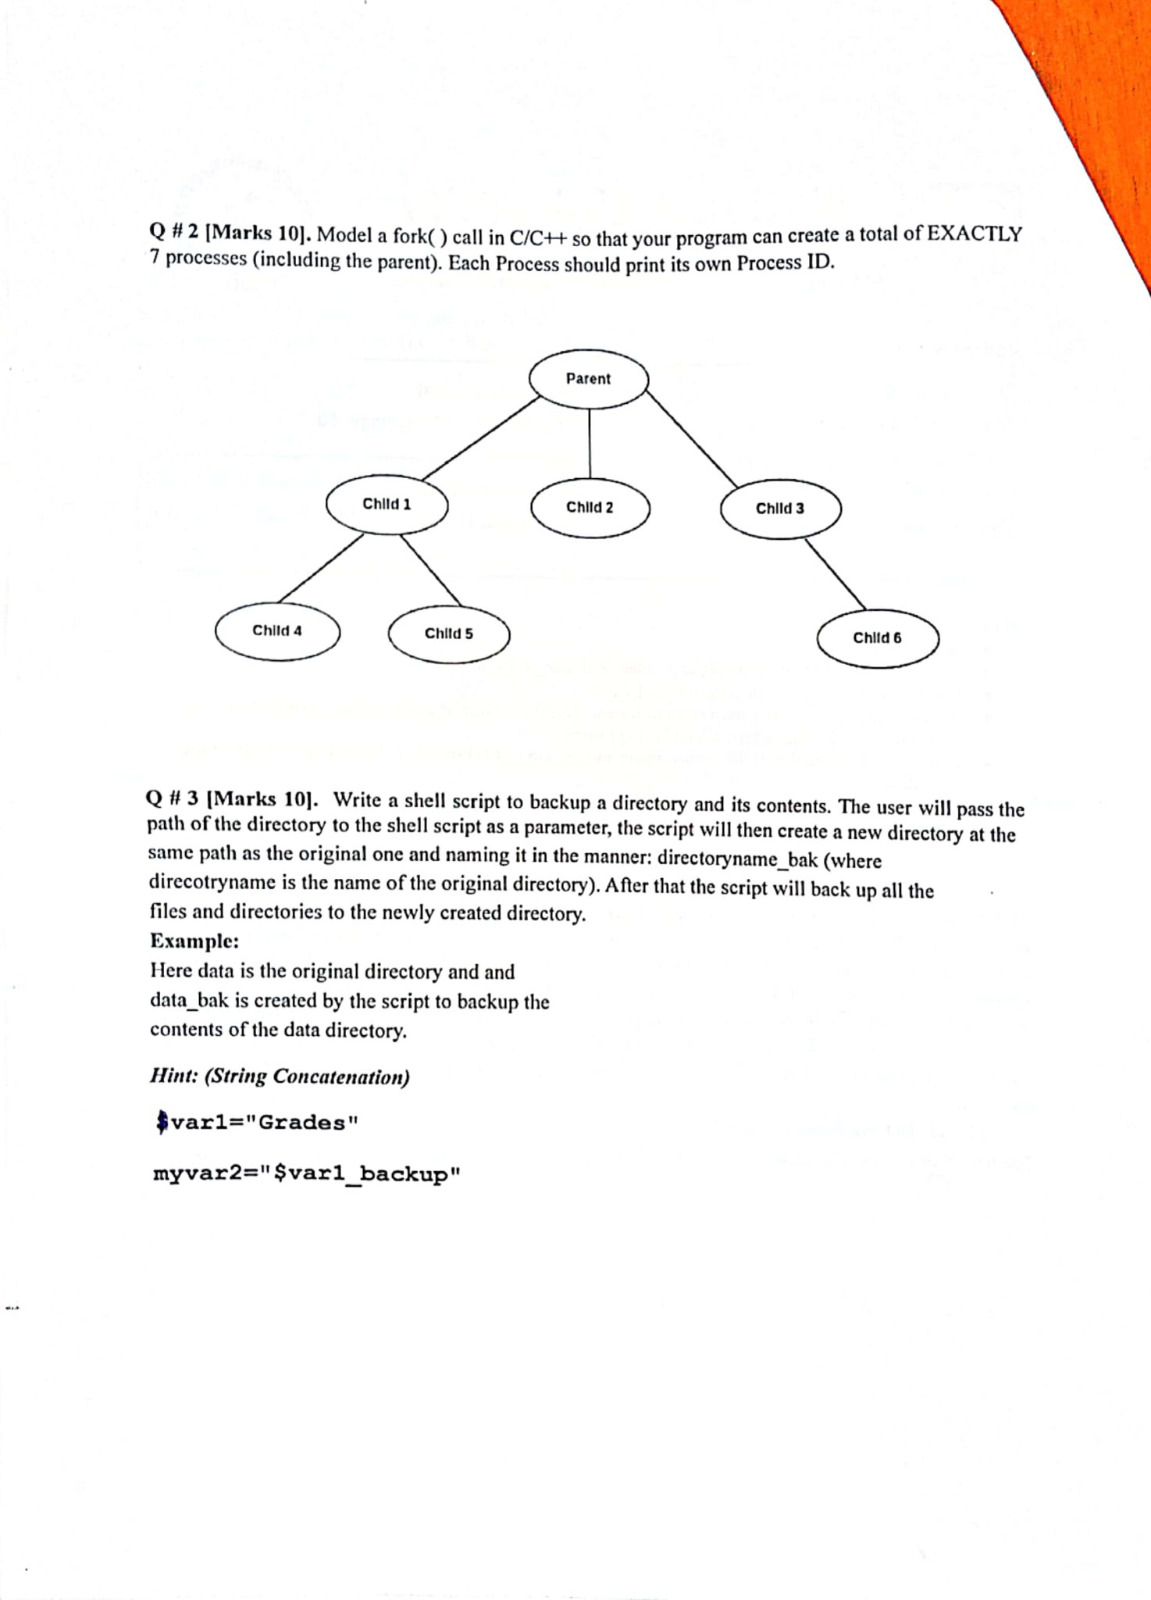 Q # 2 [Marks 10]. Model a fork( ) call in C/C++ so that your program can create a total of EXACTLY
7 processes (including the parent). Each Process should print its own Process ID.
Parent
Child 1
Child 2
Child 3
Child 4
Child 5
Child 6
Q # 3 [Marks 10]. Write a shell script to backup a directory and its contents. The user will pass the
path of the directory to the shell script as a parameter, the script will then create a new directory at the
same path as the original one and naming it in the manner: directoryname_bak (where
direcotryname is the name of the original directory). After that the script will back up all the
files and directories to the newly created directory.
Example:
Here data is the original directory and and
data_bak is created by the script to backup the
contents of the data directory.
Hint: (String Concatenation)
$var1="Grades"
myvar2="$var1_backup"